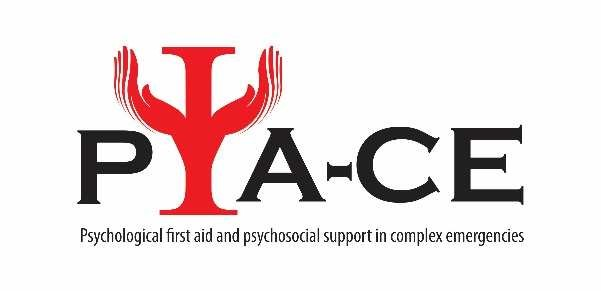 PΨA-CE
Psychological first aid and psychosocial support in complex emergencies